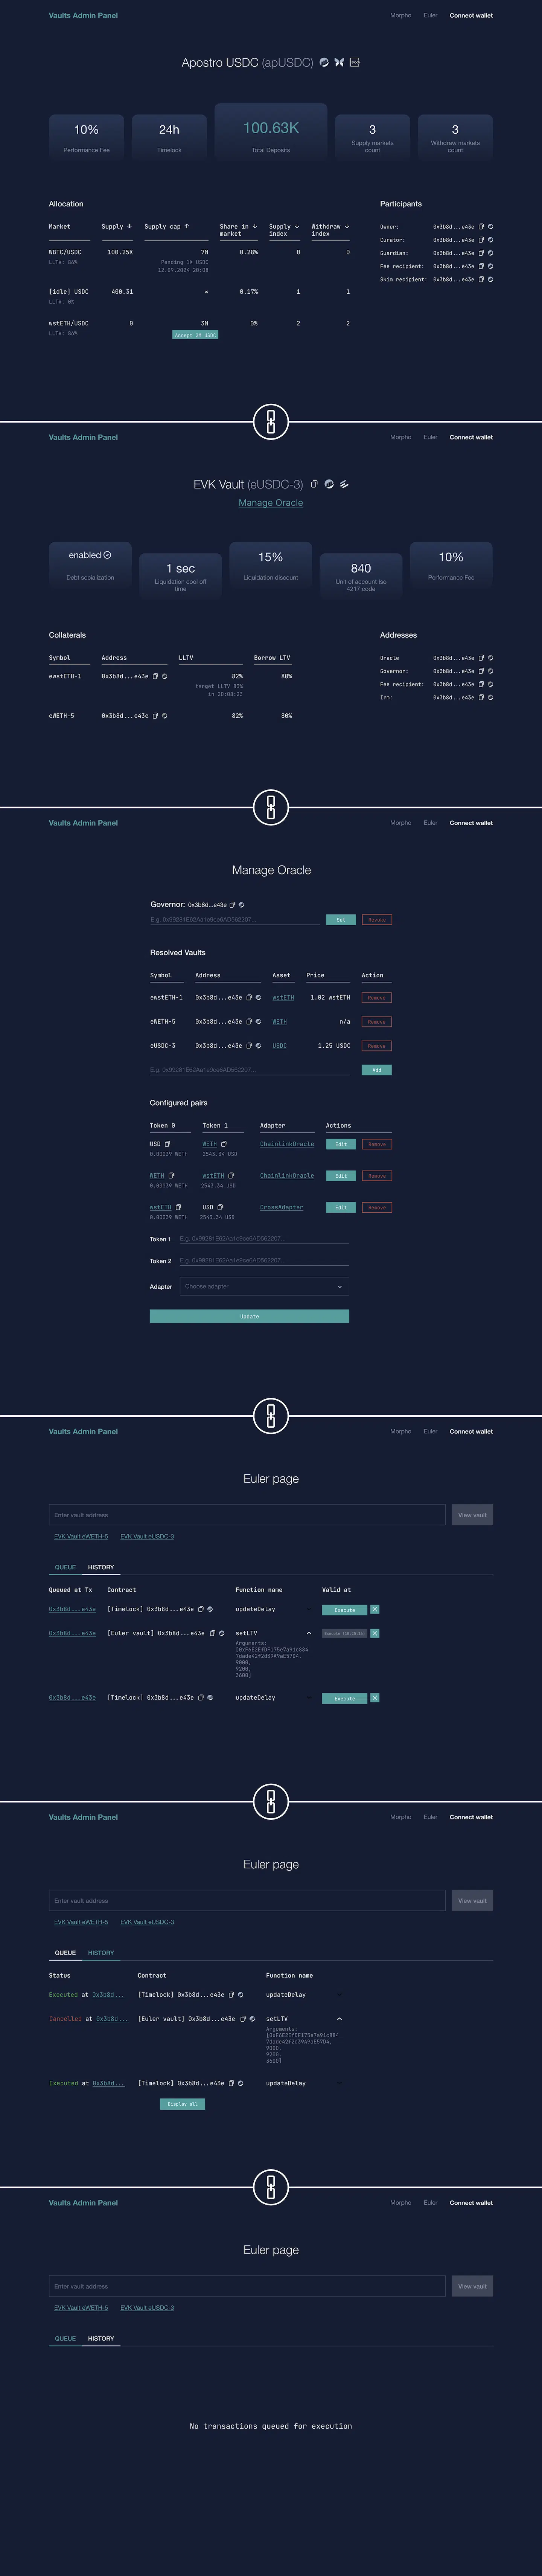 Vaults Admin Panel Morpho Euler Connect wallet
Apostro USDC (apUSDC)
10% 24h 100.63K 3 3
Performance Fee Timelock Total Deposits Supply markets count Withdraw markets count
Allocation Participants
Market Supply ↓ Supply cap ↑ Share in market ↓ Supply index ↓ Withdraw index ↓
WBTC/USDC 100.25K 7M 0.28% 0 0
LLTV: 86% Pending 1K USDC
12.09.2024 20:08
[idle] USDC 400.31 ∞ 0.17% 1 1
LLTV: 0%
wstETH/USDC 0 3M 0% 2 2
LLTV: 86% Accept 2M USDC
Owner: 0x3b8d...e43e
Curator: 0x3b8d...e43e
Guardian: 0x3b8d...e43e
Fee recipient: 0x3b8d...e43e
Skim recipient: 0x3b8d...e43e
Vaults Admin Panel Morpho Euler Connect wallet
EVK Vault (eUSDC-3)
Manage Oracle
enabled 1 sec 15% 840 10%
Debt socialization Liquidation cool off time Liquidation discount Unit of account Iso 4217 code Performance Fee
Collaterals Addresses
Symbol Address LLTV Borrow LTV
ewstETH-1 0x3b8d...e43e 82% 80%
target LLTV 83%
in 20:08:23
eWETH-5 0x3b8d...e43e 82% 80%
Oracle 0x3b8d...e43e
Governor: 0x3b8d...e43e
Fee recipient: 0x3b8d...e43e
Irm: 0x3b8d...e43e
Vaults Admin Panel Morpho Euler Connect wallet
Manage Oracle
Governor: 0x3b8d...e43e
Set Revoke
Resolved Vaults
Symbol Address Asset Price Action
ewstETH-1 0x3b8d...e43e wstETH 1.02 wstETH Remove
eWETH-5 0x3b8d...e43e WETH n/a Remove
eUSDC-3 0x3b8d...e43e USDC 1.25 USDC Remove
Add
Configured pairs
Token 0 Token 1 Adapter Actions
USD WETH ChainlinkOracle Edit Remove
0.00039 WETH 2543.34 USD
WETH wstETH ChainlinkOracle Edit Remove
0.00039 WETH 2543.34 USD
wstETH USD CrossAdapter Edit Remove
0.00039 WETH 2543.34 USD
Token 1
Token 2
Adapter Choose adapter
Update
Vaults Admin Panel Morpho Euler Connect wallet
Euler page
Enter vault address View vault
EVK Vault eWETH-5 EVK Vault eUSDC-3
QUEUE HISTORY
Queued at Tx Contract Function name Valid at
0x3b8d...e43e [Timelock] 0x3b8d...e43e updateDelay Execute
0x3b8d...e43e [Euler vault] 0x3b8d...e43e setLTV
Arguments:
9000,
9200,
3600]
0x3b8d...e43e [Timelock] 0x3b8d...e43e updateDelay Execute
Vaults Admin Panel Morpho Euler Connect wallet
Euler page
Enter vault address View vault
EVK Vault eWETH-5 EVK Vault eUSDC-3
QUEUE HISTORY
Status Contract Function name
Executed at 0x3b8d... [Timelock] 0x3b8d...e43e updateDelay
Cancelled at 0x3b8d... [Euler vault] 0x3b8d...e43e setLTV
Arguments:
9000,
9200,
3600]
Executed at 0x3b8d... [Timelock] 0x3b8d...e43e updateDelay
Display all
Vaults Admin Panel Morpho Euler Connect wallet
Euler page
Enter vault address View vault
EVK Vault eWETH-5 EVK Vault eUSDC-3
QUEUE HISTORY
No transactions queued for execution